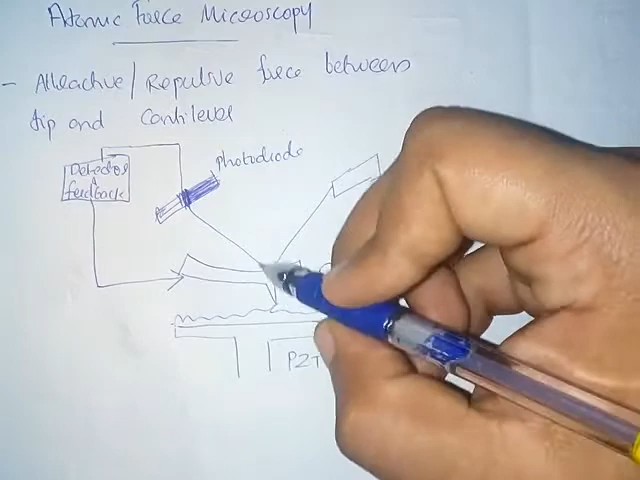 Atomic Force Microscopy
- Attractive/Repulsive force between
tip and Cantilever
photodiode
Detector
feedback
PZT